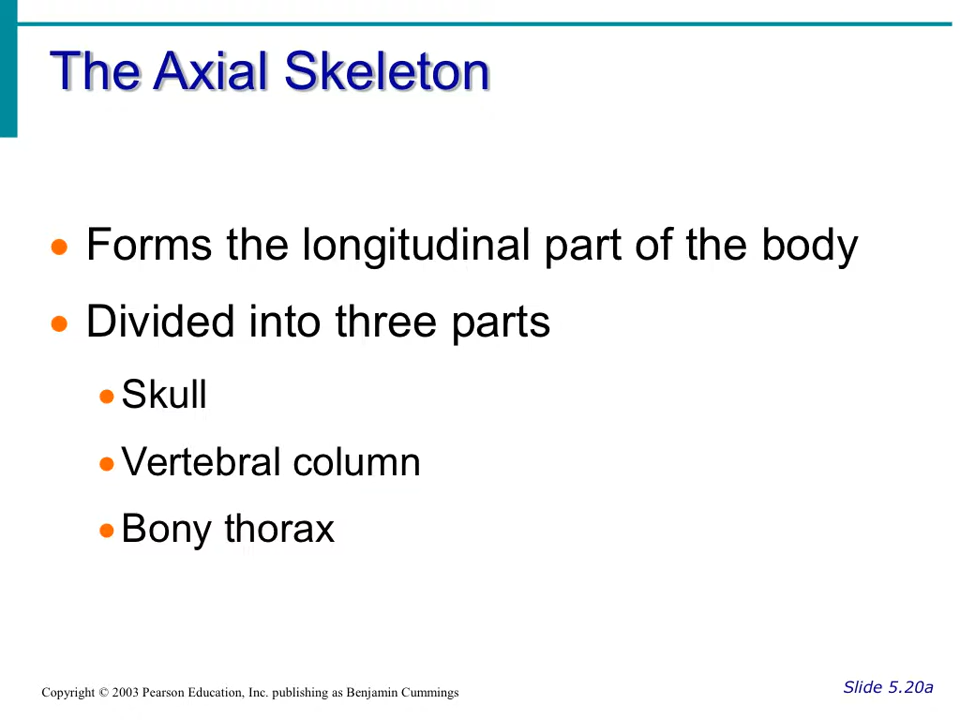 The Axial Skeleton
• Forms the longitudinal part of the body
• Divided into three parts
• Skull
• Vertebral column
• Bony thorax
Copyright © 2003 Pearson Education, Inc. publishing as Benjamin Cummings
Slide 5.20a